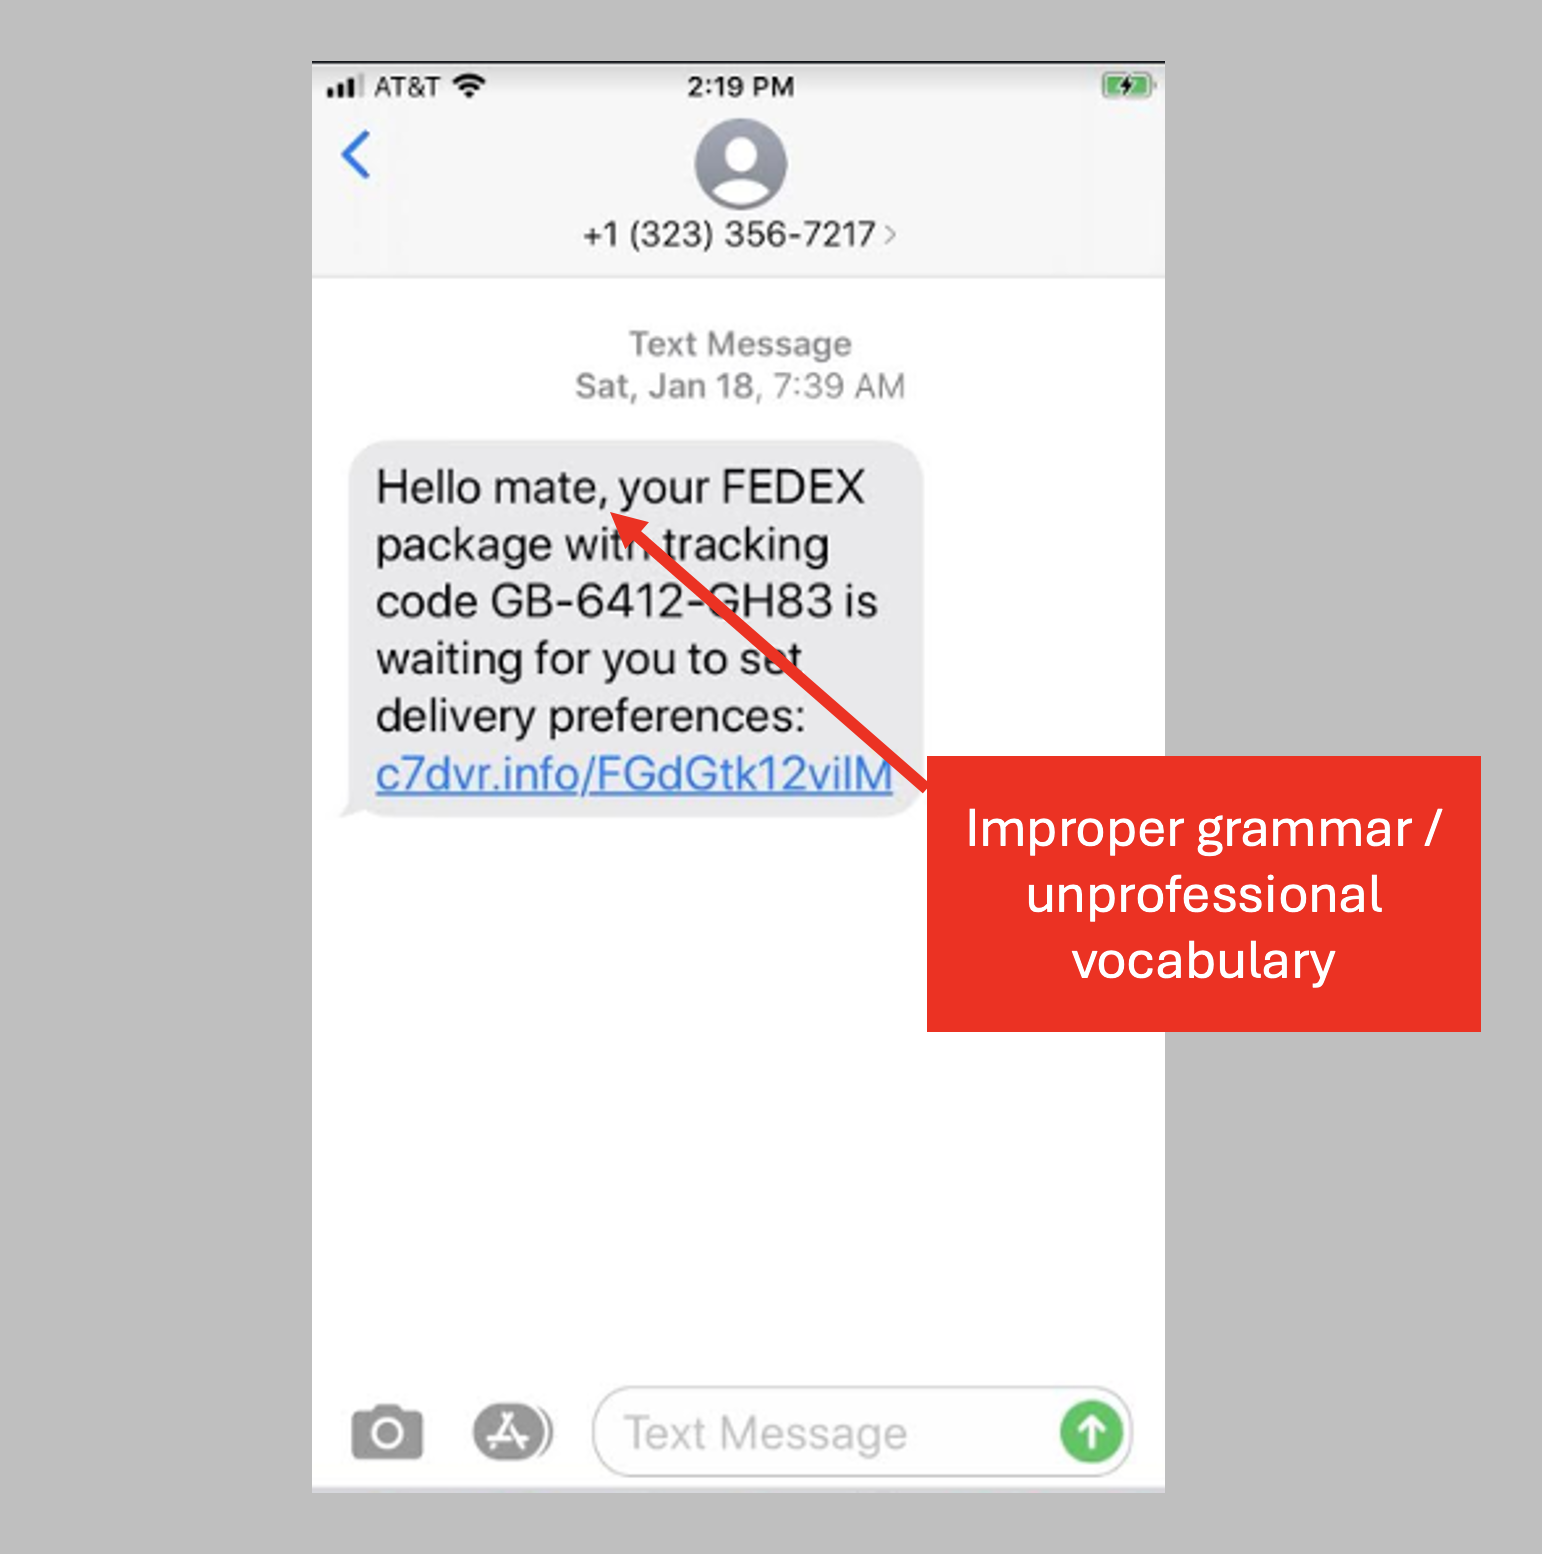 AT&T 2:19 PM
+1 (323) 356-7217
Text Message
Sat, Jan 18, 7:39 AM
Hello mate, your FEDEX
package with tracking
code GB-6412-GH83 is
waiting for you to set
delivery preferences:
c7dvr.info/FGdGtk12vilM
Improper grammar /
unprofessional
vocabulary
Text Message